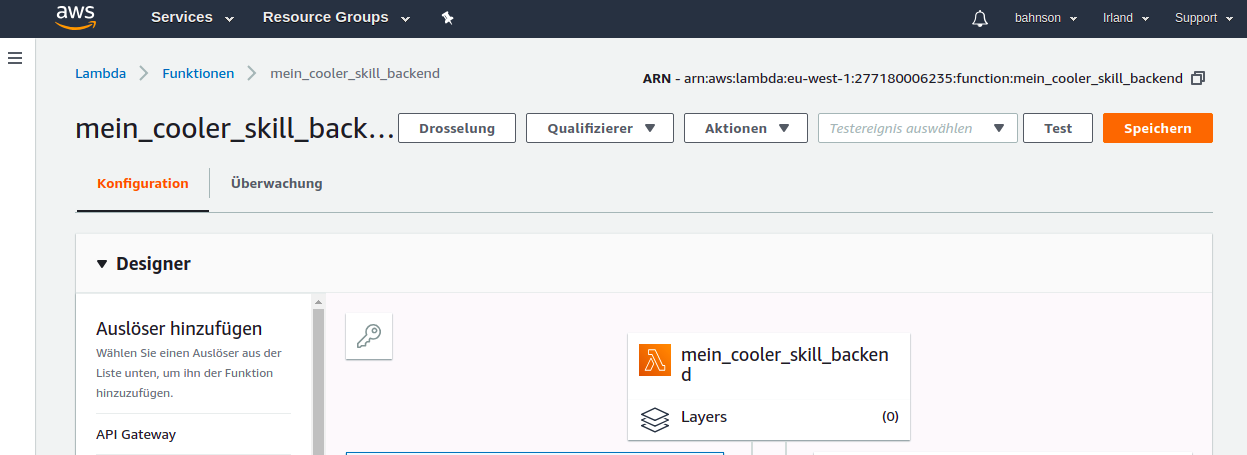 aws Services Resource Groups bahnson Irland Support
Lambda Funktionen mein_cooler_skill_backend
ARN - arn:aws:lambda:eu-west-1:277180006235:function:mein_cooler_skill_backend
mein_cooler_skill_back... Drosselung Qualifizierer Aktionen Testereignis auswählen Test Speichern
Konfiguration Überwachung
Designer
Auslöser hinzufügen
Wählen Sie einen Auslöser aus der
Liste unten, um ihn der Funktion
hinzuzufügen.
API Gateway
mein_cooler_skill_backen
d
Layers (0)